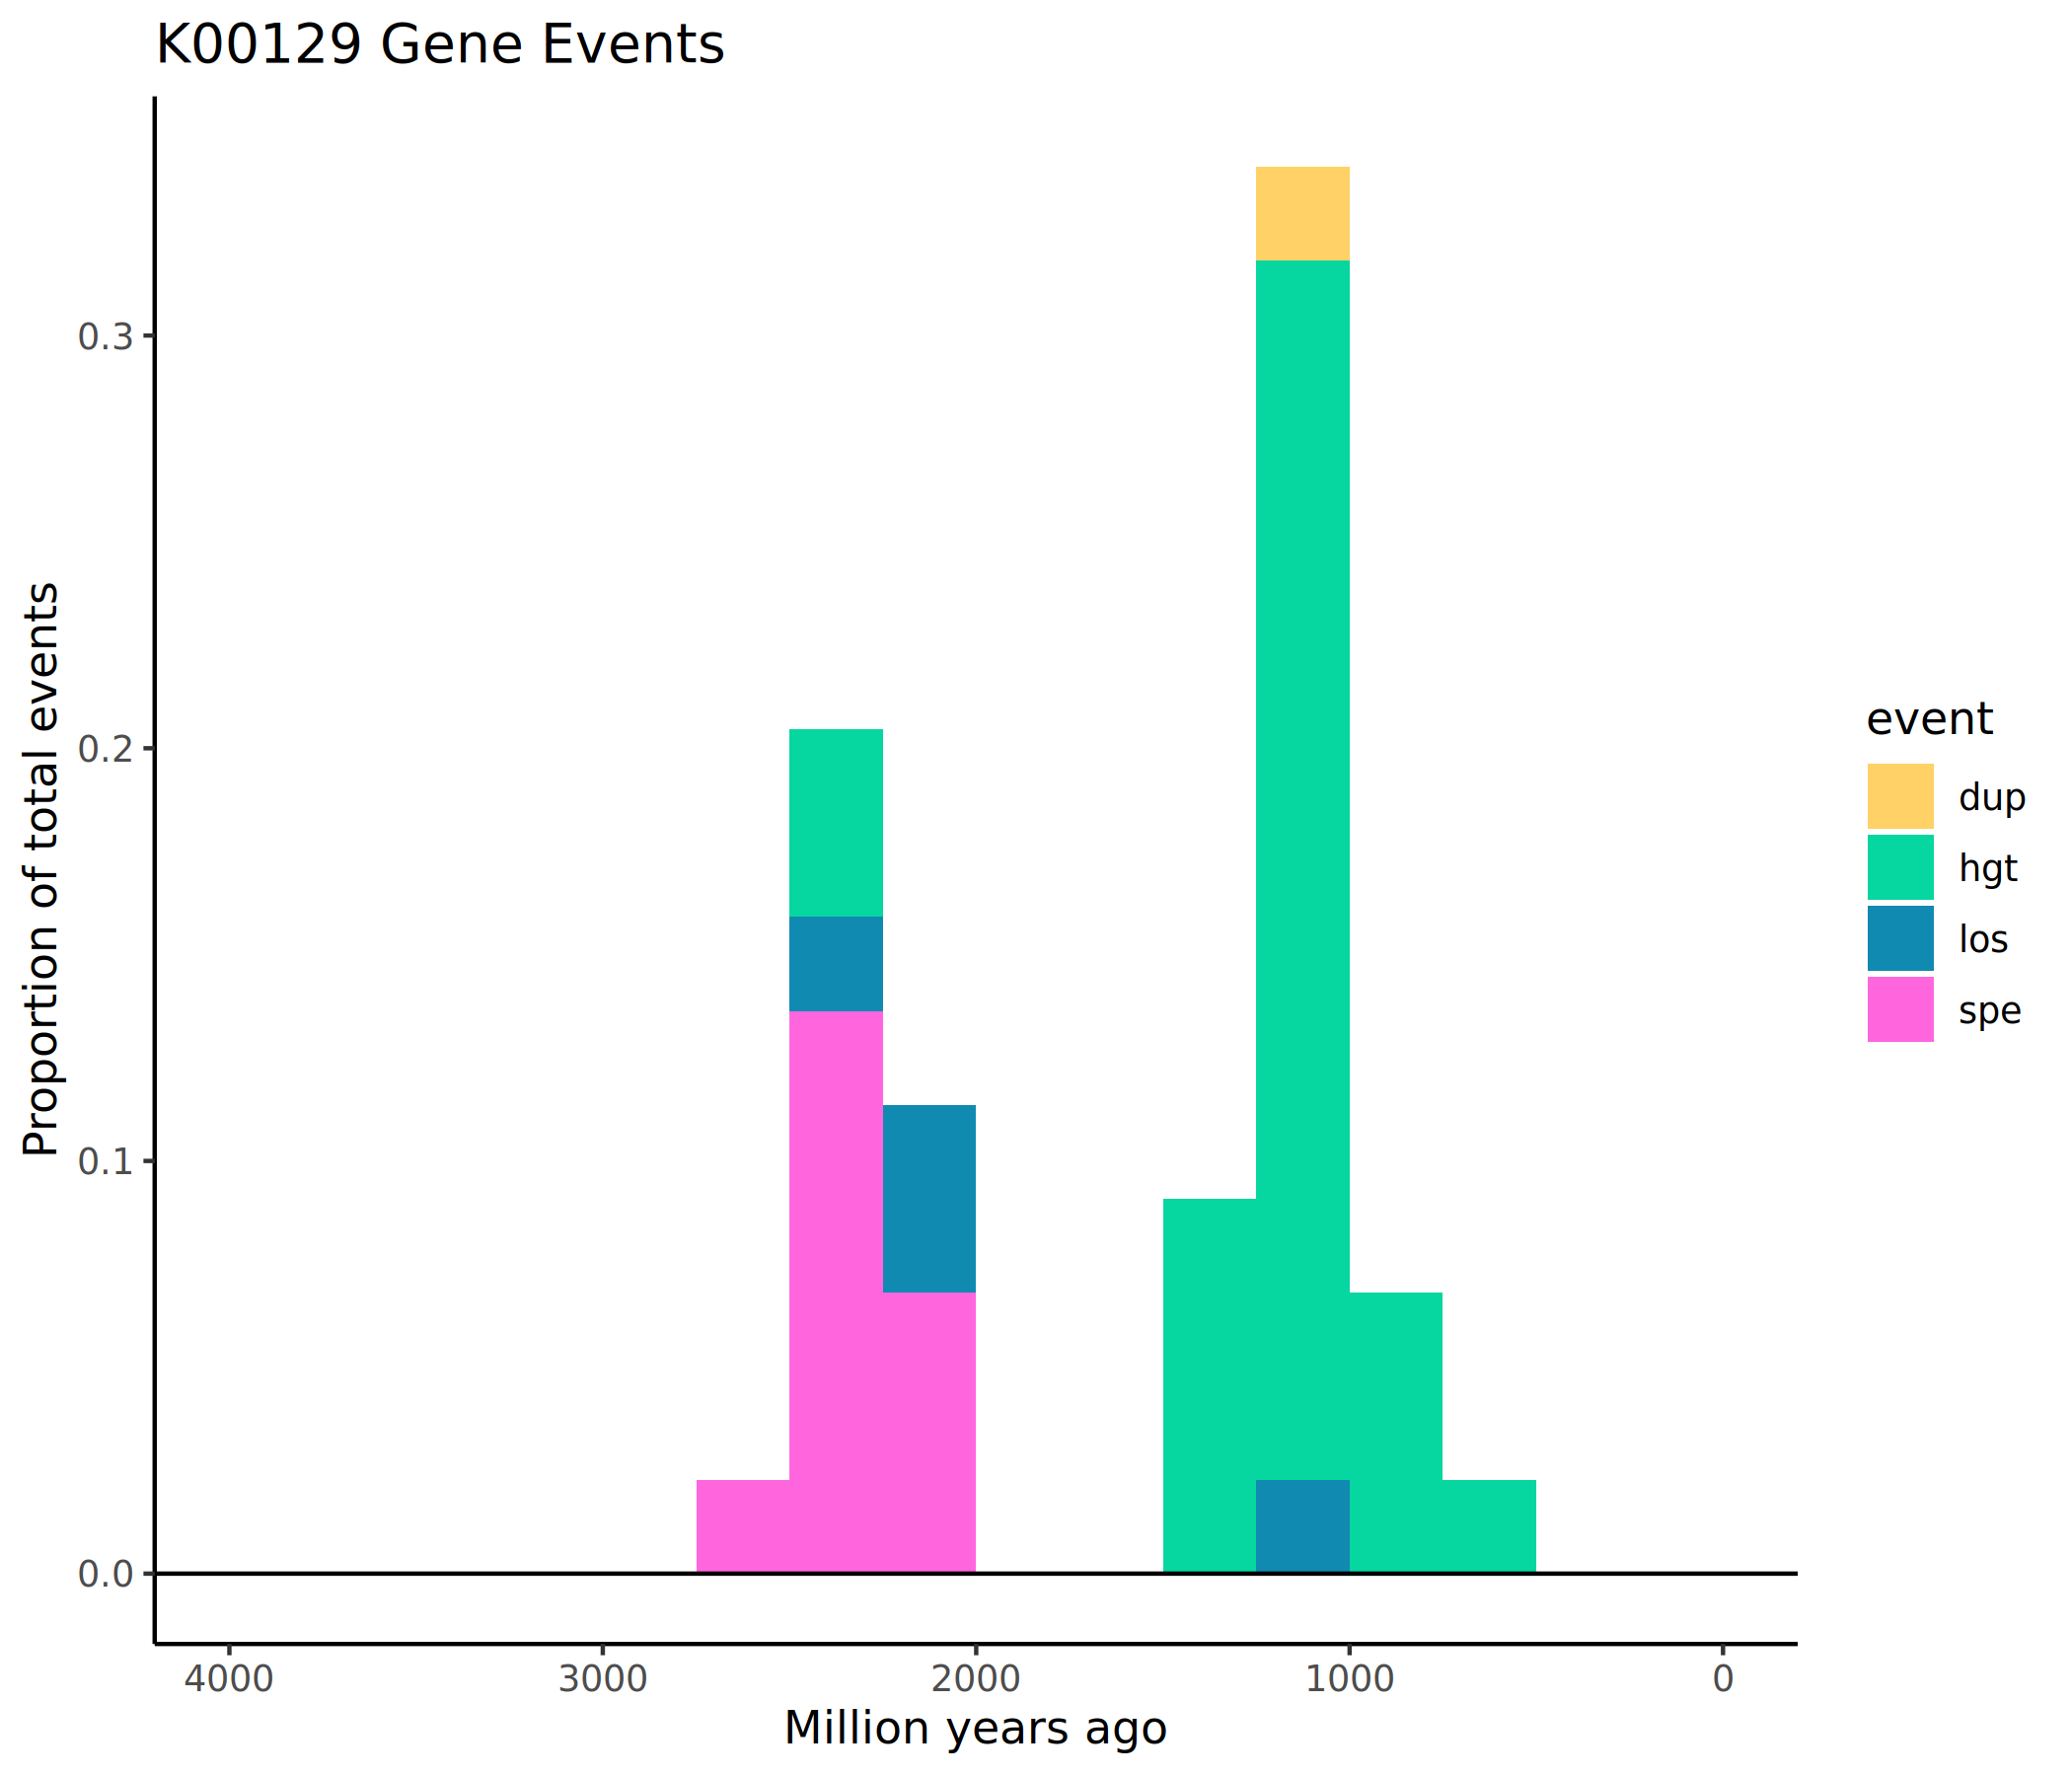 K00129 Gene Events
Proportion of total events
0.3
0.2
0.1
0.0
4000 3000 2000 1000 0
Million years ago
event
dup
hgt
los
spe